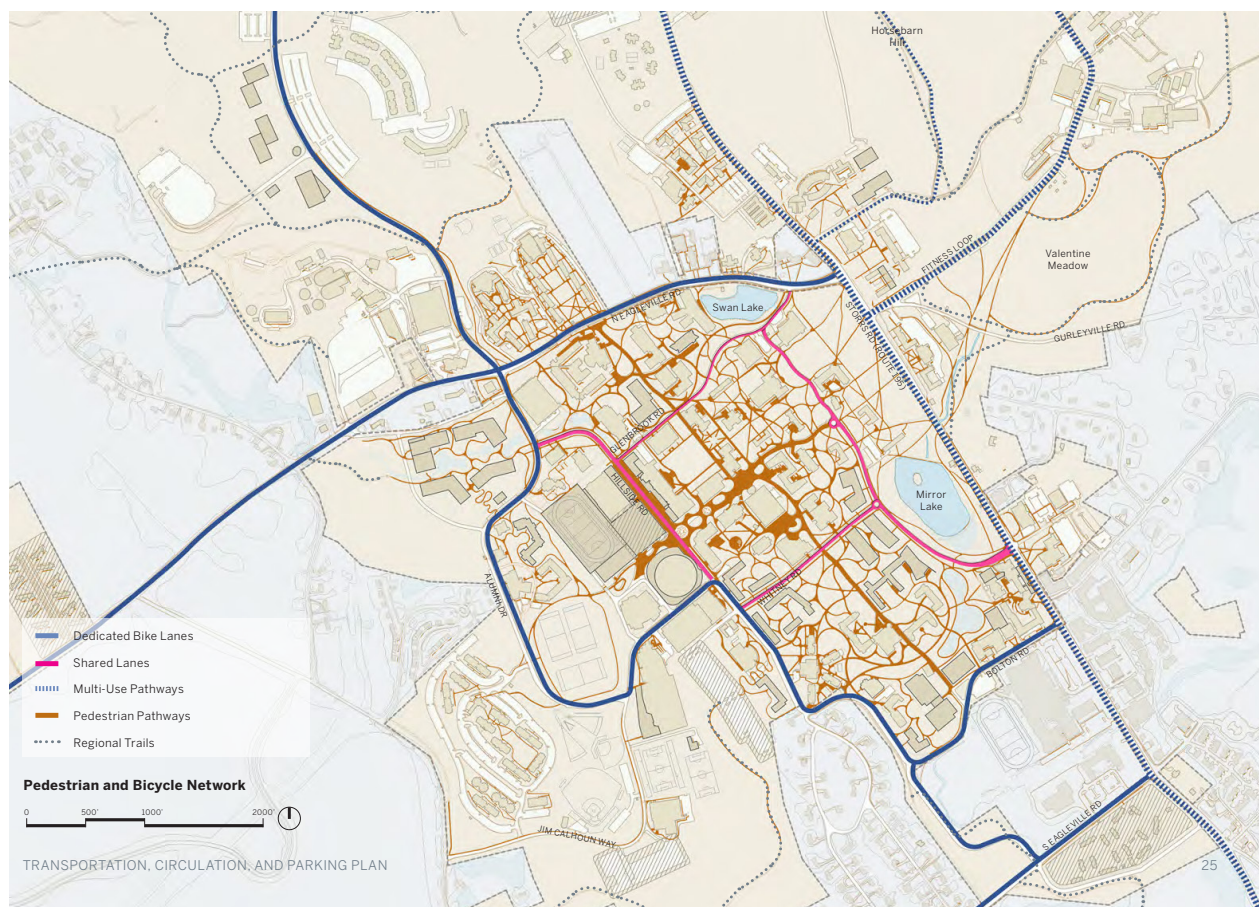 Horsebarn
Hill
FITNESS LOOP
Valentine
Meadow
N EAGLEVILLE RD
Swan Lake
STORRS RD (ROUTE 195)
GURLEYVILLE RD
GLENBROOK RD
HILLSIDE RD
Mirror
Lake
ALUMNI DR
WHITNEY RD
BOLTON RD
Dedicated Bike Lanes
Shared Lanes
Multi-Use Pathways
Pedestrian Pathways
Regional Trails
Pedestrian and Bicycle Network
0 500' 1000' 2000'
JIM CALHOUN WAY
S EAGLEVILLE RD
TRANSPORTATION, CIRCULATION, AND PARKING PLAN
25